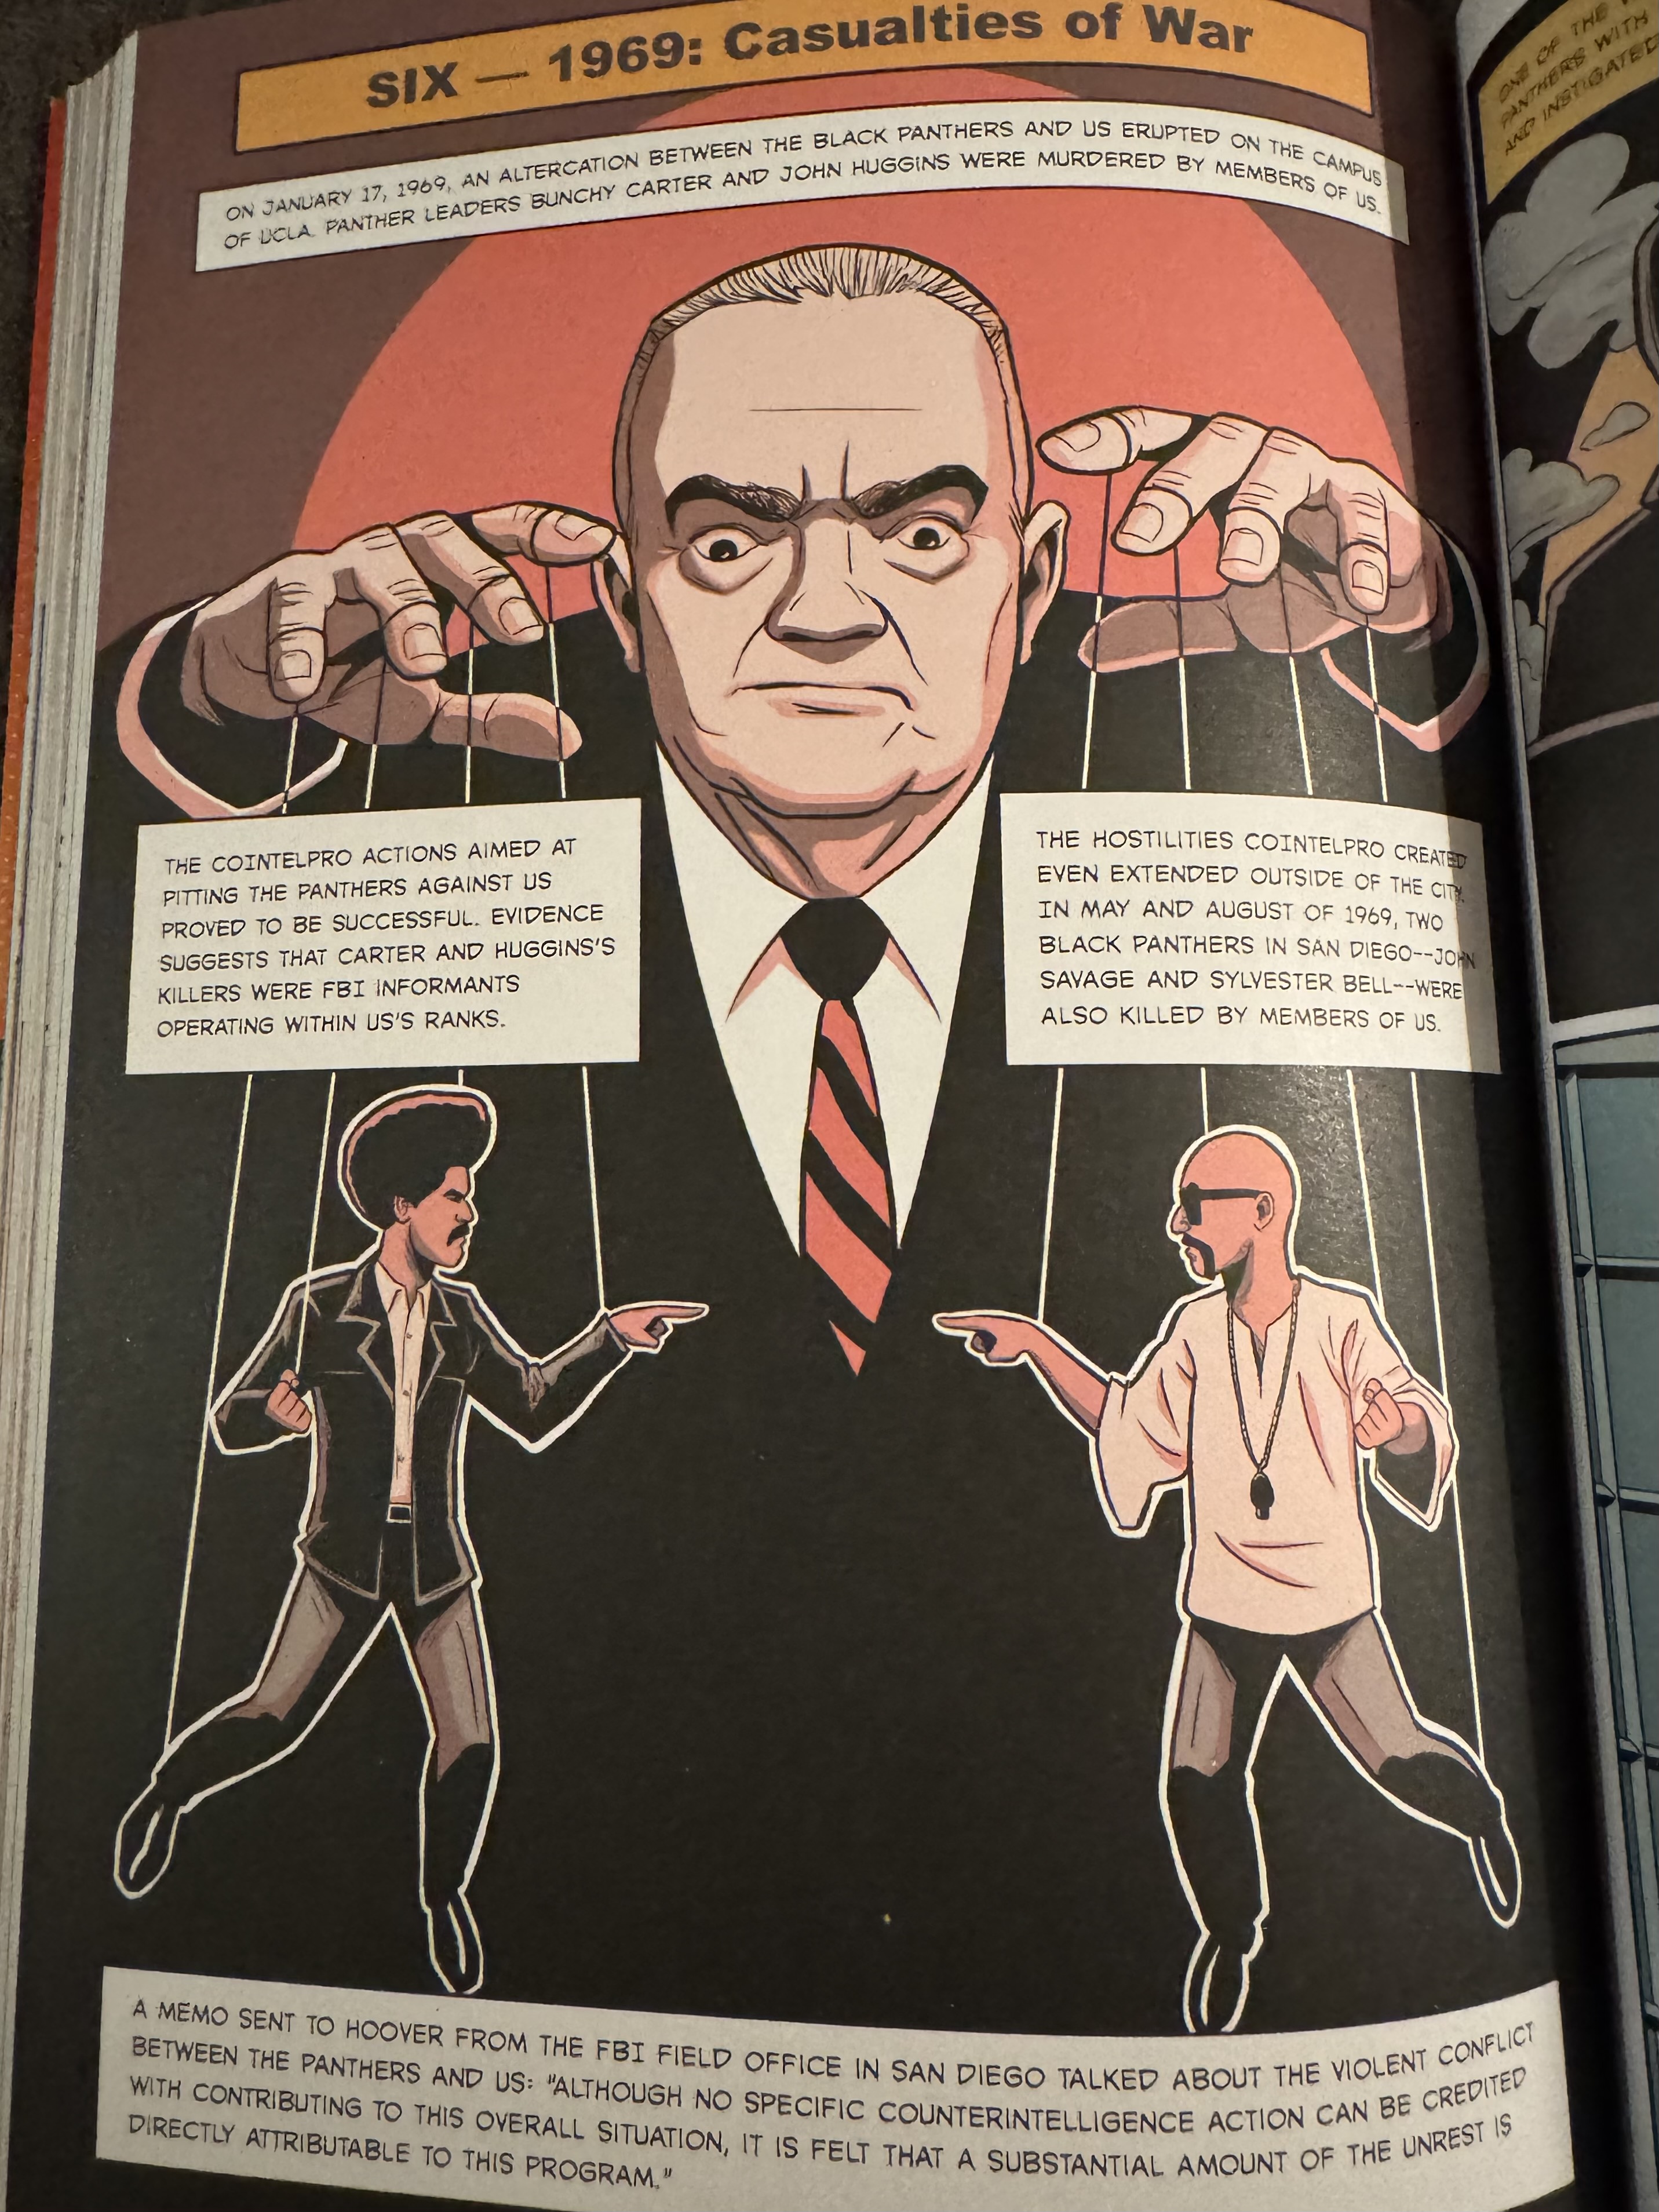 SIX — 1969: Casualties of War
ON JANUARY 17, 1969, AN ALTERCATION BETWEEN THE BLACK PANTHERS AND US ERUPTED ON THE CAMPUS
OF UCLA. PANTHER LEADERS BUNCHY CARTER AND JOHN HUGGINS WERE MURDERED BY MEMBERS OF US.
THE COINTELPRO ACTIONS AIMED AT
PITTING THE PANTHERS AGAINST US
PROVED TO BE SUCCESSFUL. EVIDENCE
SUGGESTS THAT CARTER AND HUGGINS'S
KILLERS WERE FBI INFORMANTS
OPERATING WITHIN US'S RANKS.
THE HOSTILITIES COINTELPRO CREATED
EVEN EXTENDED OUTSIDE OF THE CITY.
IN MAY AND AUGUST OF 1969, TWO
BLACK PANTHERS IN SAN DIEGO--JOHN
SAVAGE AND SYLVESTER BELL--WERE
ALSO KILLED BY MEMBERS OF US.
A MEMO SENT TO HOOVER FROM THE FBI FIELD OFFICE IN SAN DIEGO TALKED ABOUT THE VIOLENT CONFLICT
BETWEEN THE PANTHERS AND US: "ALTHOUGH NO SPECIFIC COUNTERINTELLIGENCE ACTION CAN BE CREDITED
WITH CONTRIBUTING TO THIS OVERALL SITUATION, IT IS FELT THAT A SUBSTANTIAL AMOUNT OF THE UNREST IS
DIRECTLY ATTRIBUTABLE TO THIS PROGRAM."
ONE OF THE
PANTHERS WITH
AND INSTIGATED